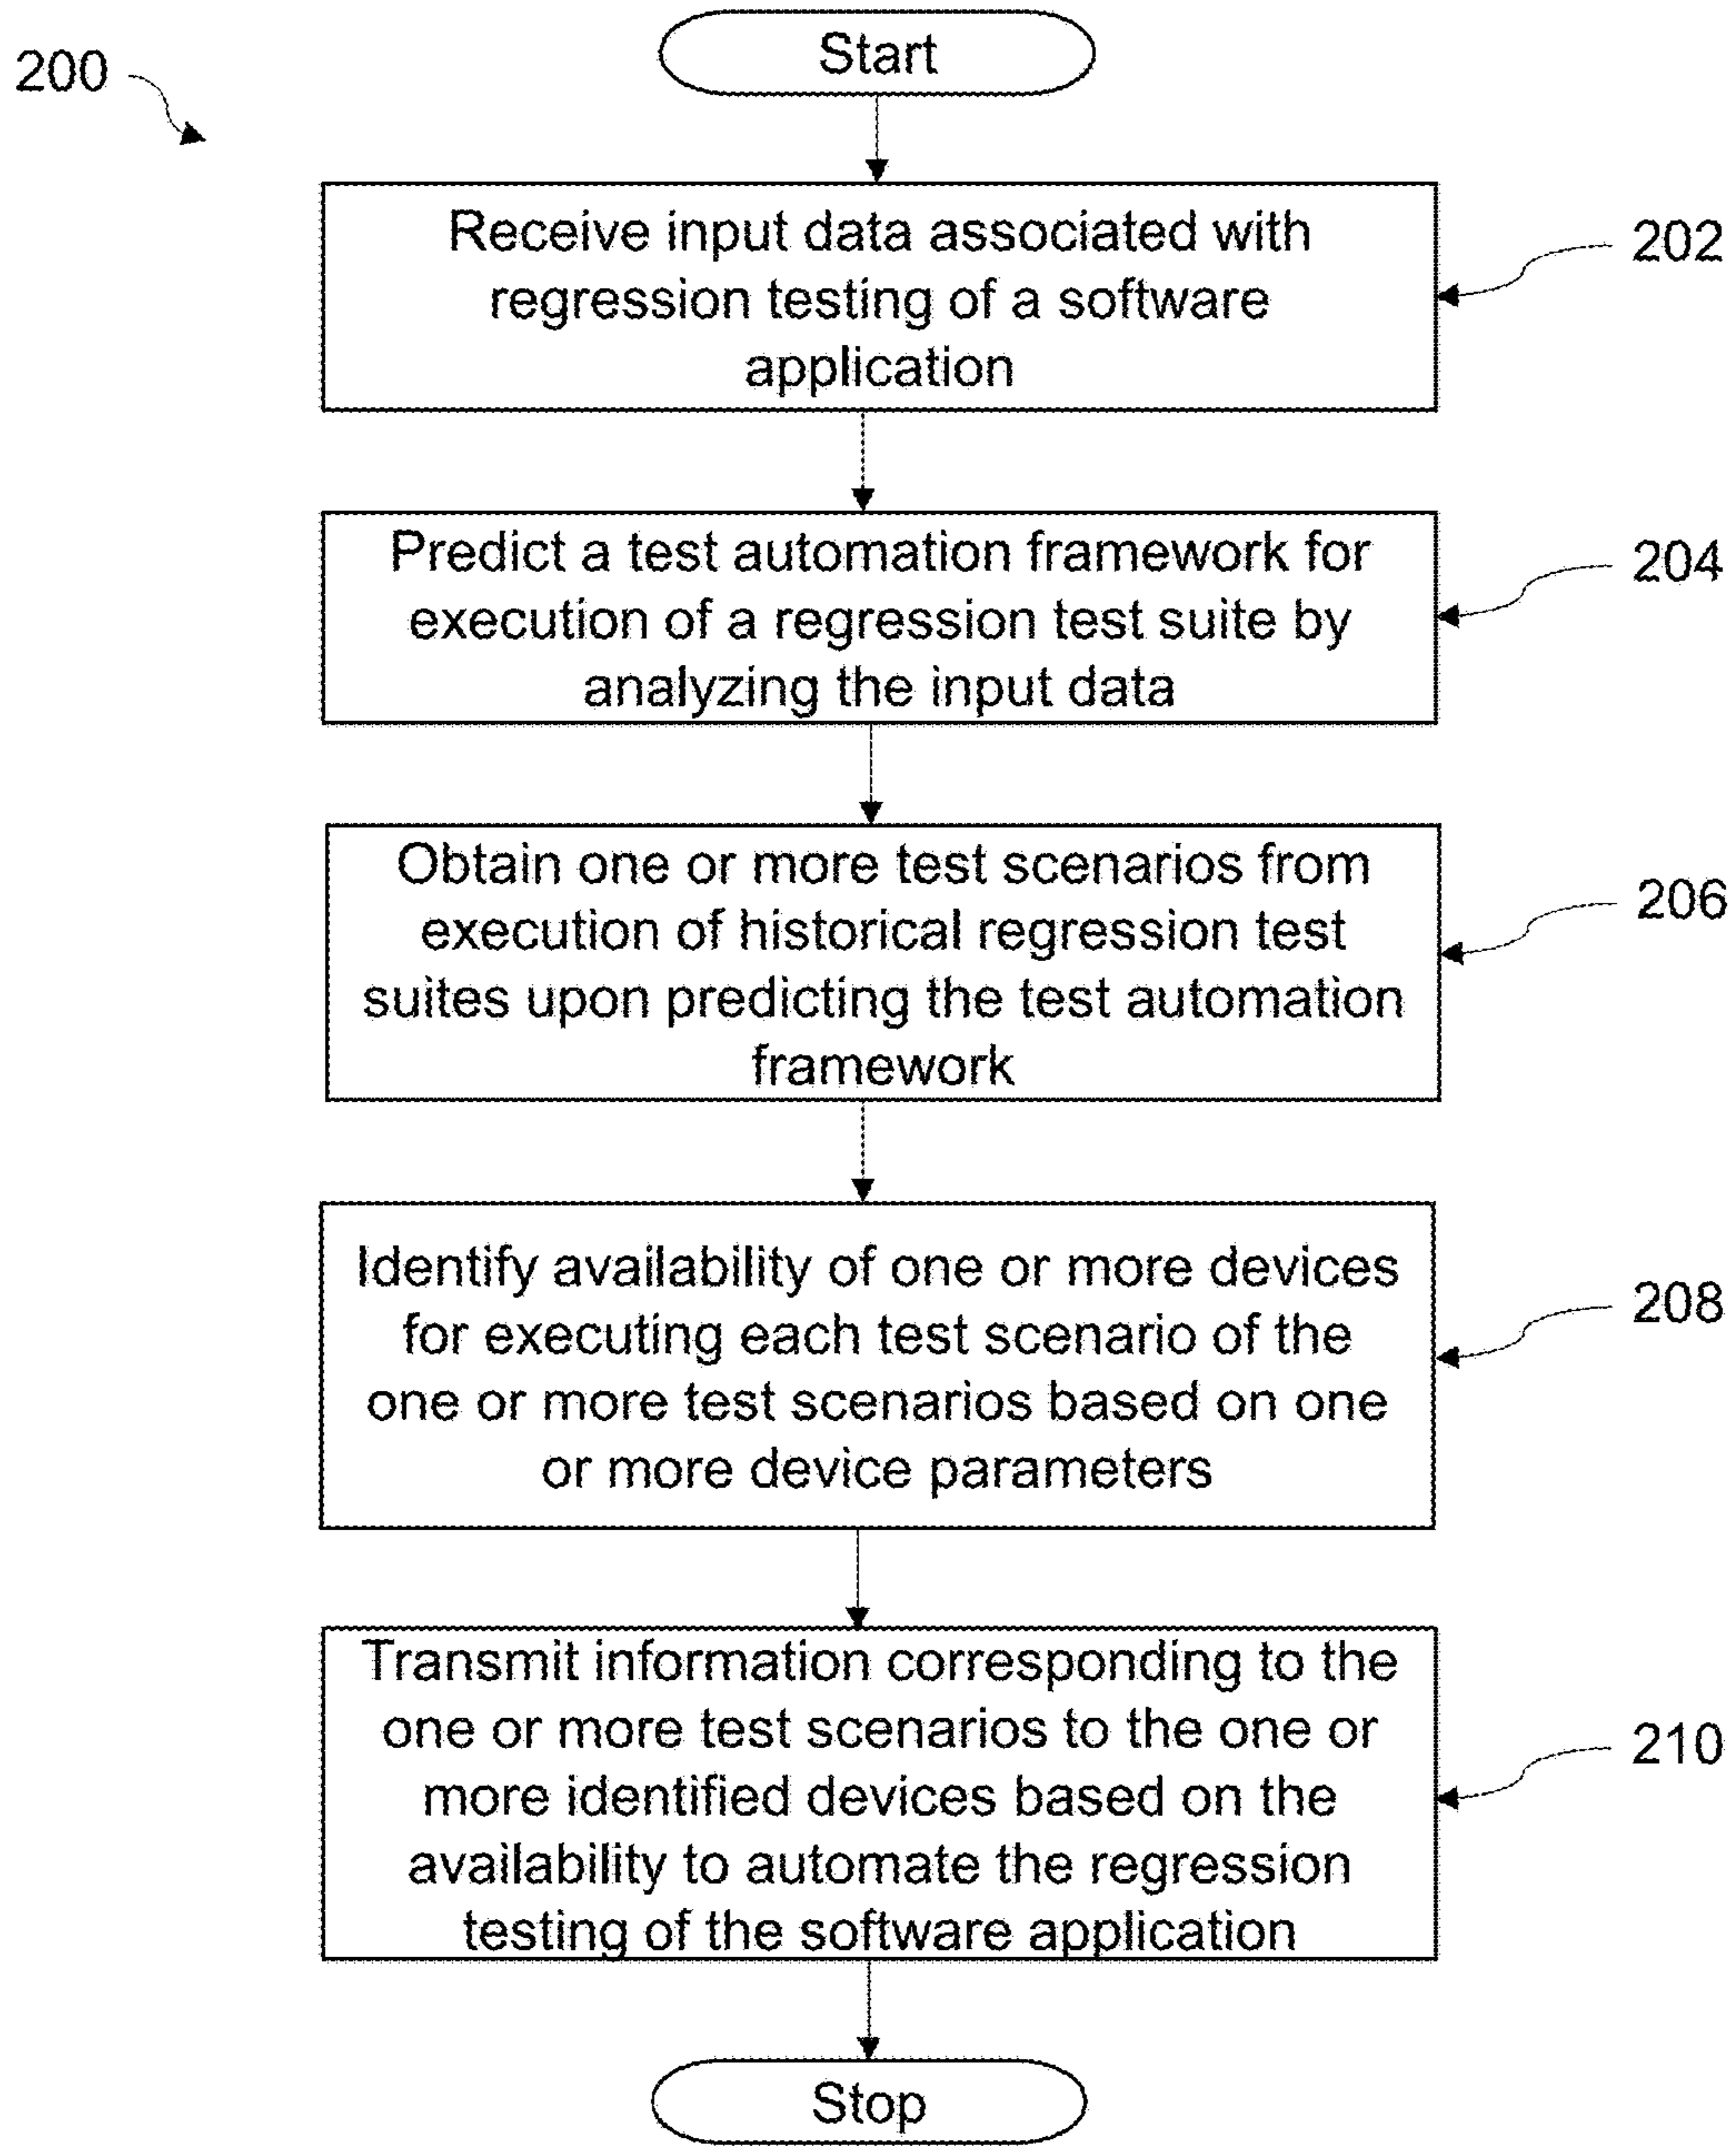 200
Start
Receive input data associated with
regression testing of a software
application
202
Predict a test automation framework for
execution of a regression test suite by
analyzing the input data
204
Obtain one or more test scenarios from
execution of historical regression test
suites upon predicting the test automation
framework
206
Identify availability of one or more devices
for executing each test scenario of the
one or more test scenarios based on one
or more device parameters
208
Transmit information corresponding to the
one or more test scenarios to the one or
more identified devices based on the
availability to automate the regression
testing of the software application
210
Stop